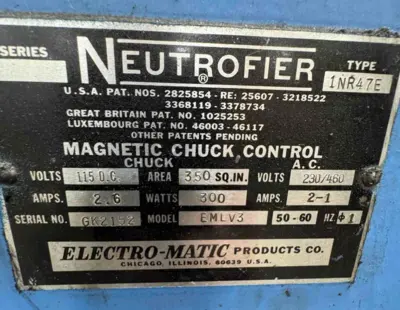 SERIES NEUTROFIER ® TYPE
1NR47E
U.S.A. PAT. NOS. 2825854 - RE: 25607 - 3218522
3368119 - 3378734
GREAT BRITAIN PAT. NO. 1025253
LUXEMBOURG PAT. NO. 46003 - 46117
OTHER PATENTS PENDING
MAGNETIC CHUCK CONTROL
CHUCK A.C.
VOLTS 115 D.C. AREA 350 SQ.IN. VOLTS 230/460
AMPS. 2.6 WATTS 300 AMPS. 2-1
SERIAL NO. MODEL EMLV3 50-60 HZ ϕ 1
ELECTRO-MATIC PRODUCTS CO.
CHICAGO, ILLINOIS, 60639 U.S.A.